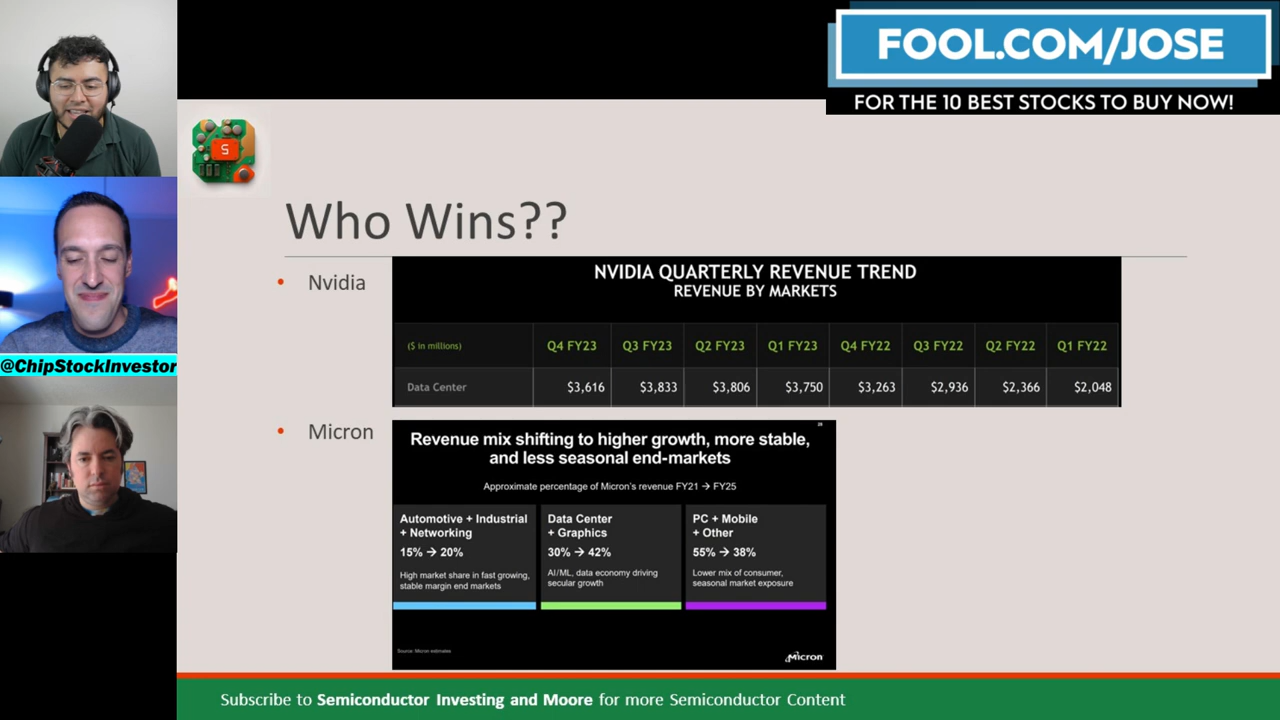 FOOL.COM/JOSE
FOR THE 10 BEST STOCKS TO BUY NOW!
S
Who Wins??
• Nvidia
NVIDIA QUARTERLY REVENUE TREND
REVENUE BY MARKETS
($ in millions) Q4 FY23 Q3 FY23 Q2 FY23 Q1 FY23 Q4 FY22 Q3 FY22 Q2 FY22 Q1 FY22
Data Center $3,616 $3,833 $3,806 $3,750 $3,263 $2,936 $2,366 $2,048
@ChipStockInvestor
• Micron
Revenue mix shifting to higher growth, more stable,
and less seasonal end-markets
Approximate percentage of Micron's revenue FY21 → FY25
Automotive + Industrial
+ Networking
15% → 20%
High market share in fast growing,
stable margin end markets
Data Center
+ Graphics
30% → 42%
AI/ML, data economy driving
secular growth
PC + Mobile
+ Other
55% → 38%
Lower mix of consumer,
seasonal market exposure
Source: Micron estimates
Micron
Subscribe to Semiconductor Investing and Moore for more Semiconductor Content